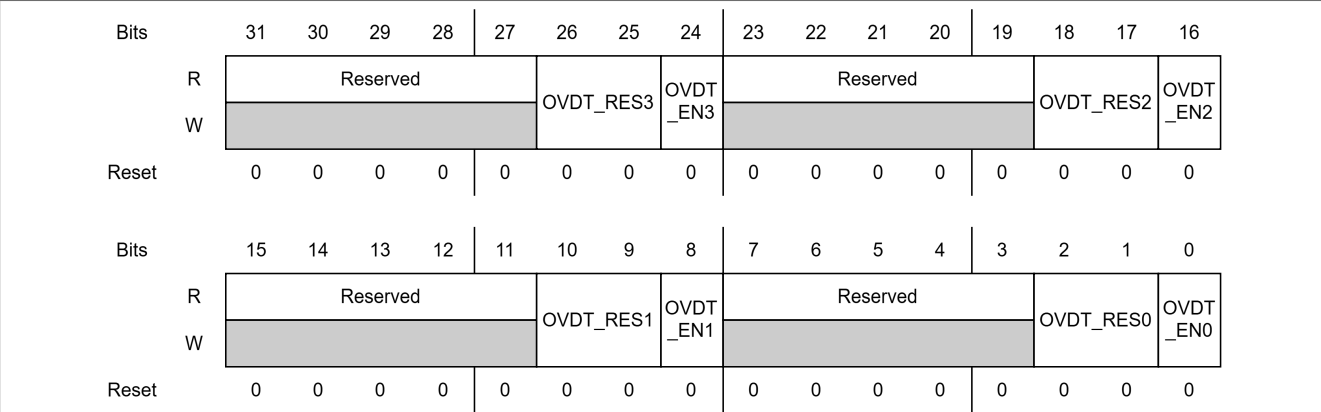 Bits 31 30 29 28 27 26 25 24 23 22 21 20 19 18 17 16
R Reserved OVDT_RES3 OVDT _EN3 Reserved OVDT_RES2 OVDT _EN2
W
Reset 0 0 0 0 0 0 0 0 0 0 0 0 0 0 0 0
Bits 15 14 13 12 11 10 9 8 7 6 5 4 3 2 1 0
R Reserved OVDT_RES1 OVDT _EN1 Reserved OVDT_RES0 OVDT _EN0
W
Reset 0 0 0 0 0 0 0 0 0 0 0 0 0 0 0 0